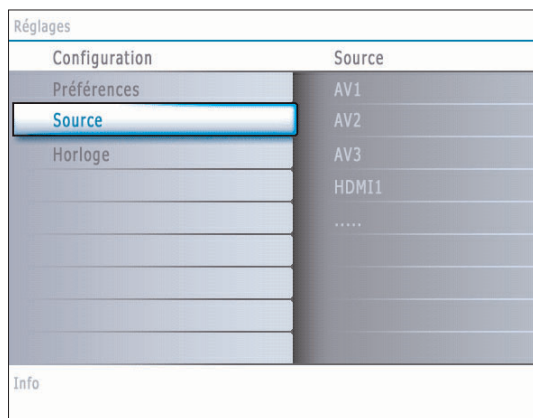 Réglages
Configuration
Source
Préférences
AV1
Source
AV2
Horloge
AV3
HDMI1
.....
Info